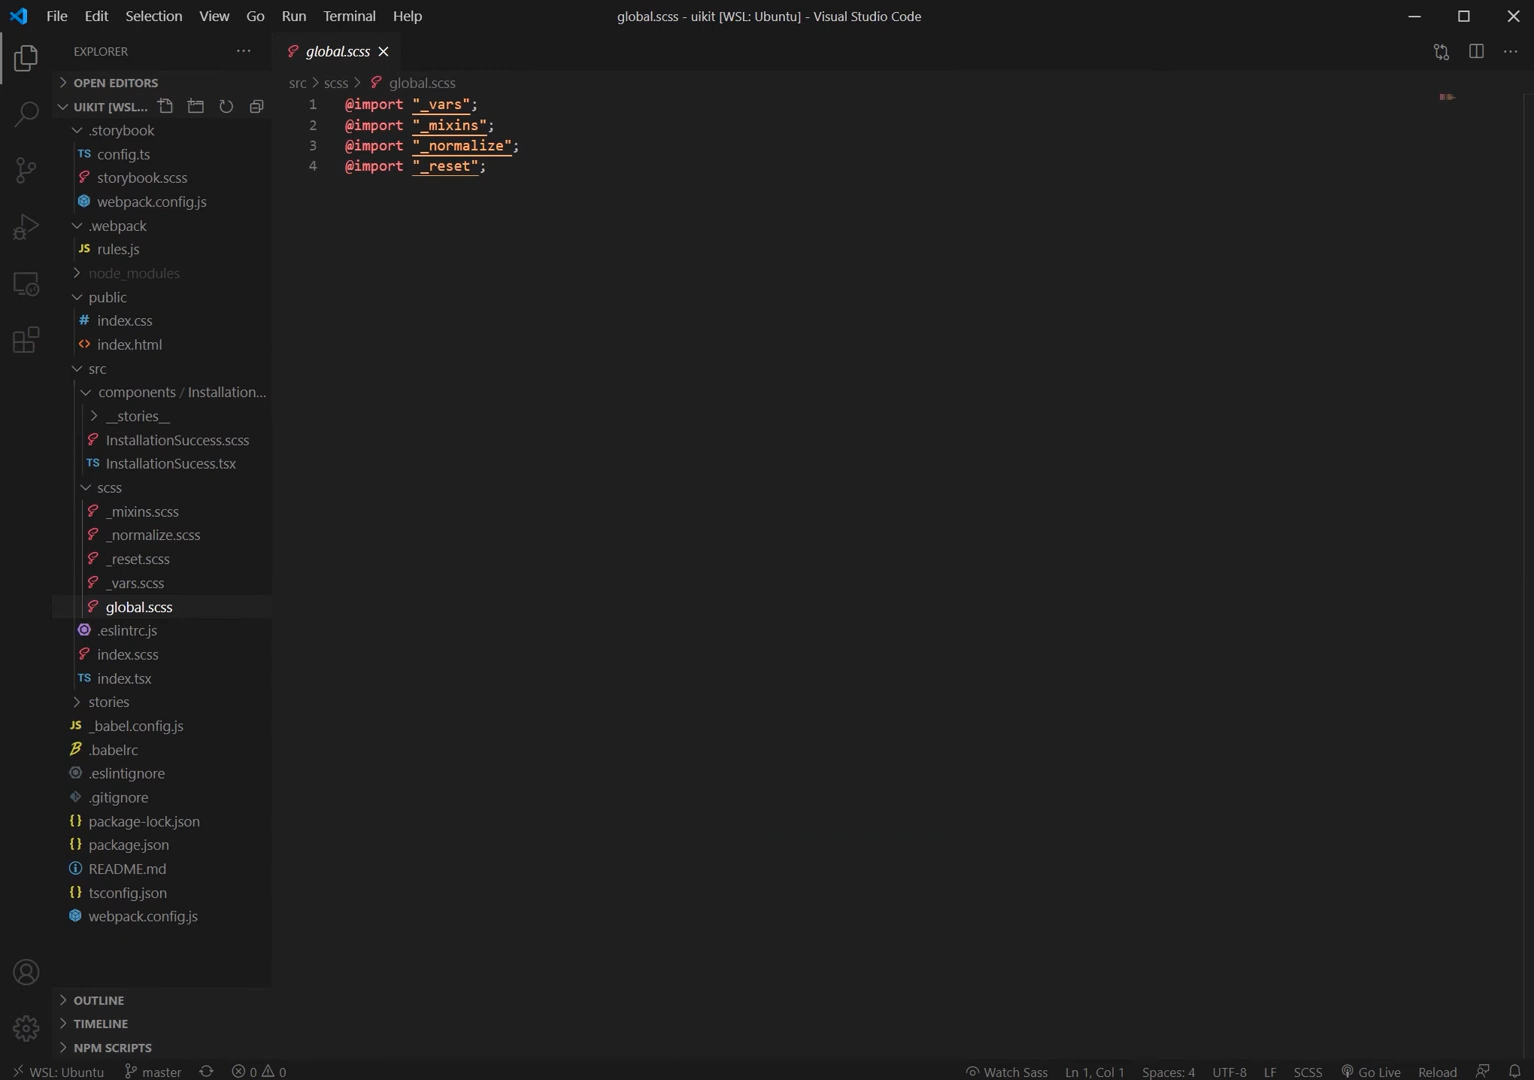 File Edit Selection View Go Run Terminal Help
global.scss - uikit [WSL: Ubuntu] - Visual Studio Code
EXPLORER
OPEN EDITORS
UIKIT [WSL...
.storybook
TS config.ts
storybook.scss
webpack.config.js
.webpack
JS rules.js
node_modules
public
# index.css
<> index.html
src
components / Installation...
__stories__
InstallationSuccess.scss
TS InstallationSucess.tsx
scss
_mixins.scss
_normalize.scss
_reset.scss
_vars.scss
global.scss
.eslintrc.js
index.scss
TS index.tsx
stories
JS _babel.config.js
.babelrc
.eslintignore
.gitignore
{} package-lock.json
{} package.json
README.md
{} tsconfig.json
webpack.config.js
OUTLINE
TIMELINE
NPM SCRIPTS
global.scss
src > scss > global.scss
1 @import "_vars";
2 @import "_mixins";
3 @import "_normalize";
4 @import "_reset";
WSL: Ubuntu master 0 0 Watch Sass Ln 1, Col 1 Spaces: 4 UTF-8 LF SCSS Go Live Reload